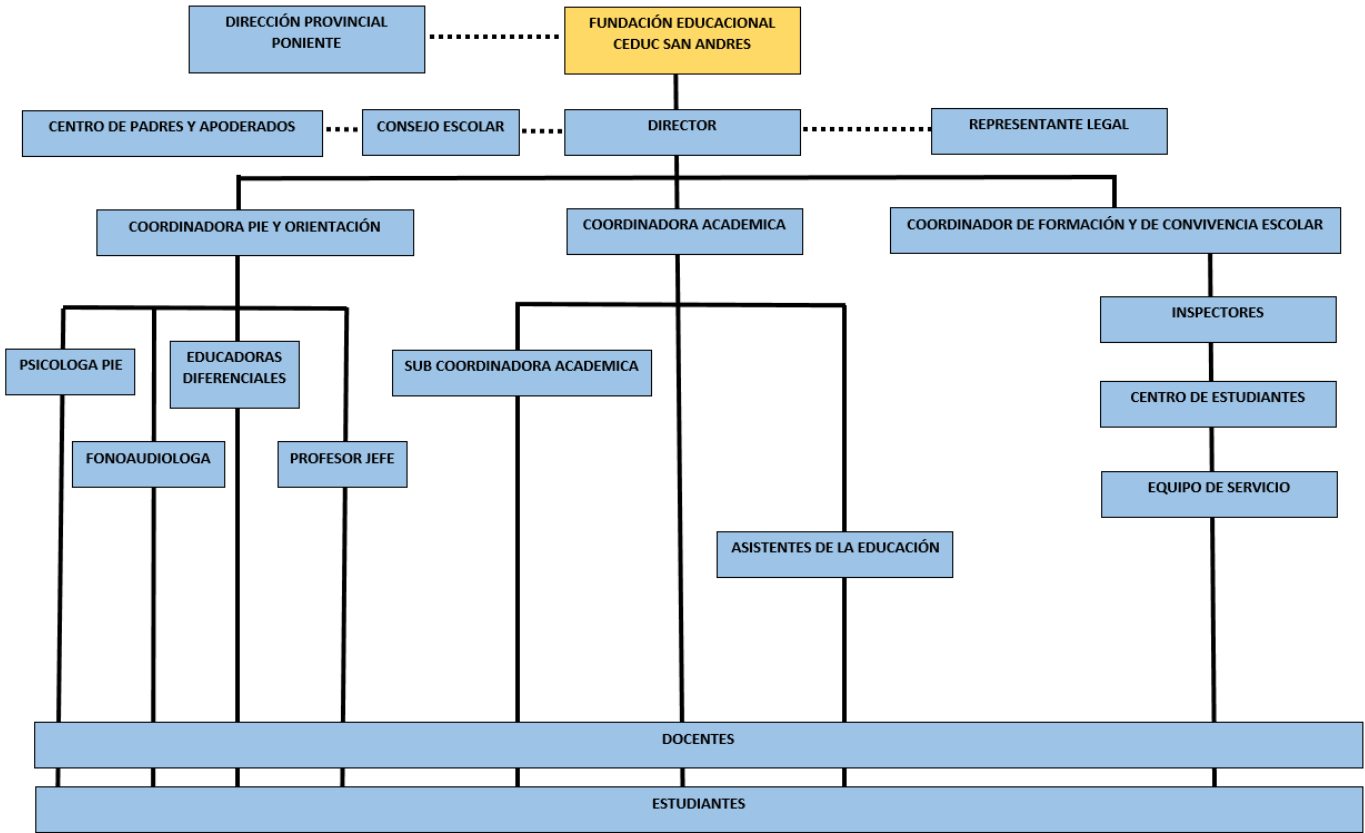 DIRECCIÓN PROVINCIAL
PONIENTE
FUNDACIÓN EDUCACIONAL
CEDUC SAN ANDRES
CENTRO DE PADRES Y APODERADOS
CONSEJO ESCOLAR
DIRECTOR
REPRESENTANTE LEGAL
COORDINADORA PIE Y ORIENTACIÓN
COORDINADORA ACADEMICA
COORDINADOR DE FORMACIÓN Y DE CONVIVENCIA ESCOLAR
INSPECTORES
PSICOLOGA PIE
EDUCADORAS
DIFERENCIALES
SUB COORDINADORA ACADEMICA
CENTRO DE ESTUDIANTES
FONOAUDIOLOGA
PROFESOR JEFE
EQUIPO DE SERVICIO
ASISTENTES DE LA EDUCACIÓN
DOCENTES
ESTUDIANTES